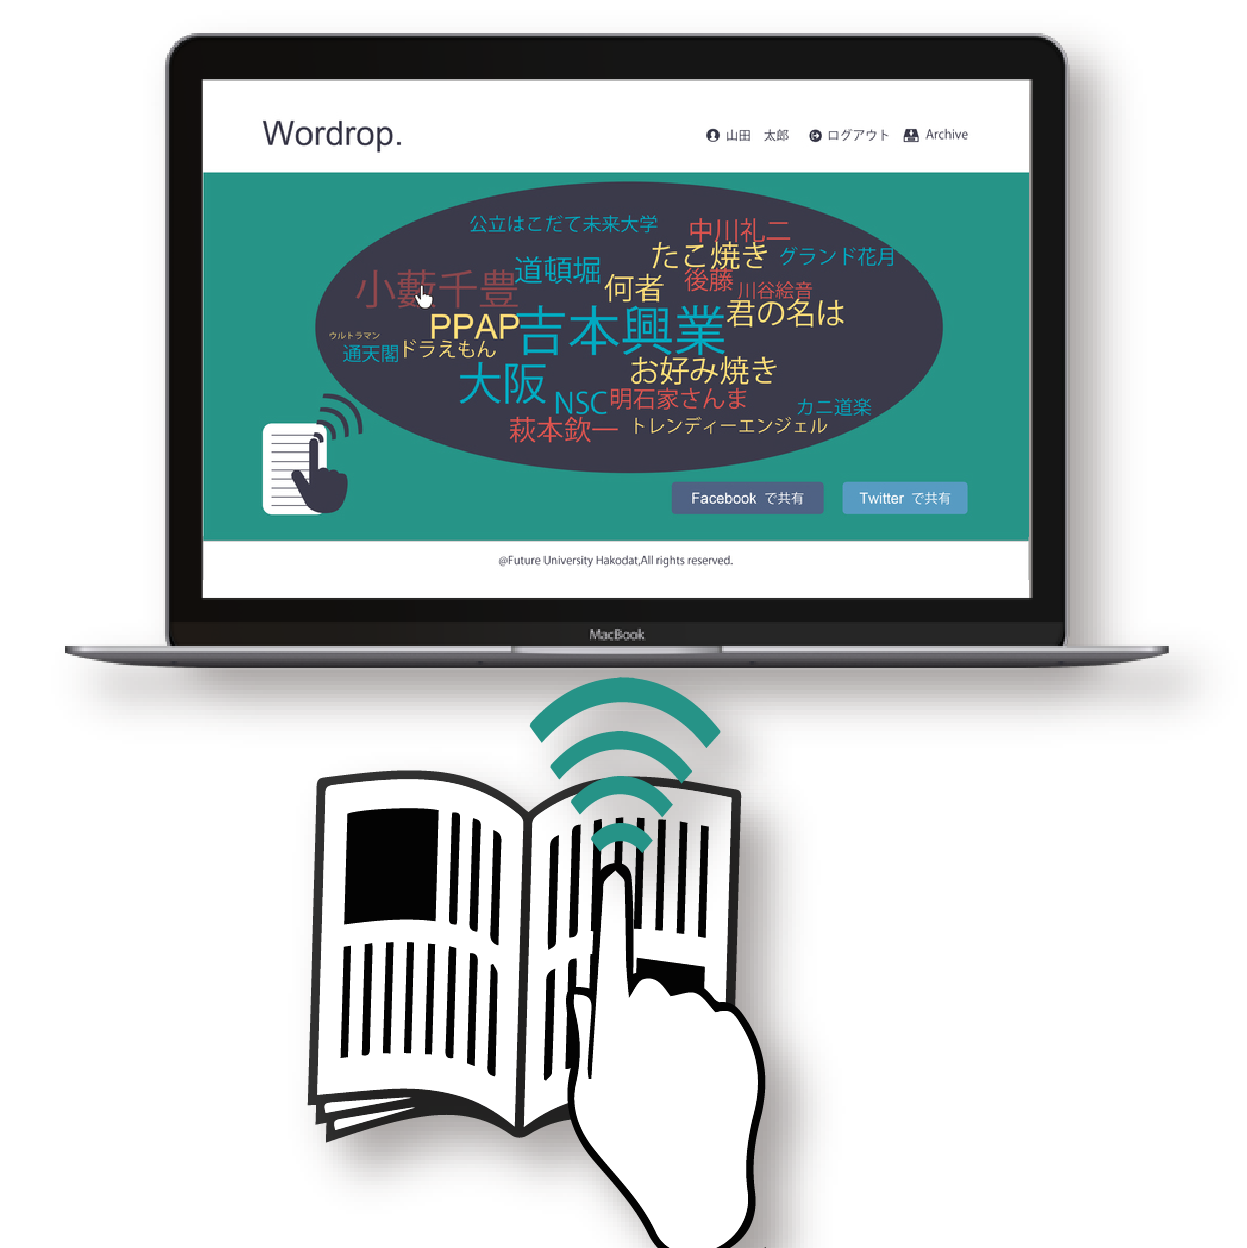 Wordrop.
山田 太郎 ログアウト Archive
公立はこだて未来大学
中川礼二
たこ焼き
グランド花月
道頓堀
小藪千豊
何者
後藤
川谷絵音
君の名は
PPAP
吉本興業
ウルトラマン
通天閣
ドラえもん
お好み焼き
大阪
NSC
明石家さんま
カニ道楽
萩本欽一
トレンディーエンジェル
Facebook で共有 Twitter で共有
@Future University Hakodat,All rights reserved.
MacBook